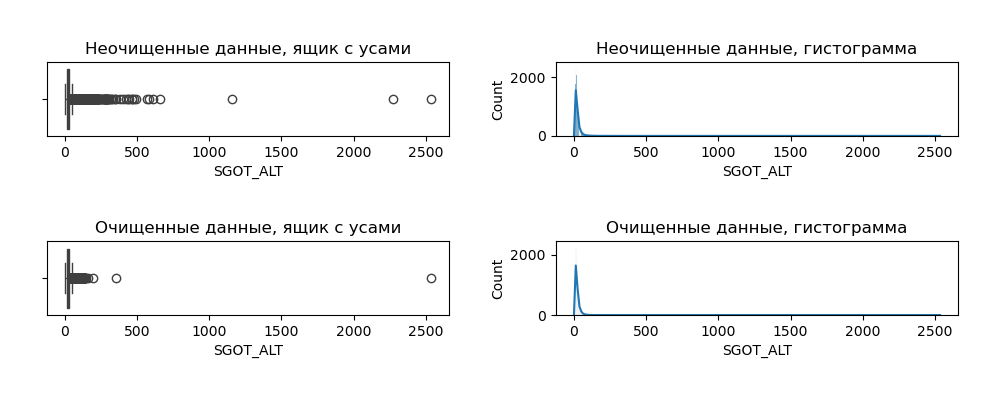 Неочищенные данные, ящик с усами
0 500 1000 1500 2000 2500
SGOT_ALT
Неочищенные данные, гистограмма
Count
2000
0
0 500 1000 1500 2000 2500
SGOT_ALT
Очищенные данные, ящик с усами
0 500 1000 1500 2000 2500
SGOT_ALT
Очищенные данные, гистограмма
Count
2000
0
0 500 1000 1500 2000 2500
SGOT_ALT